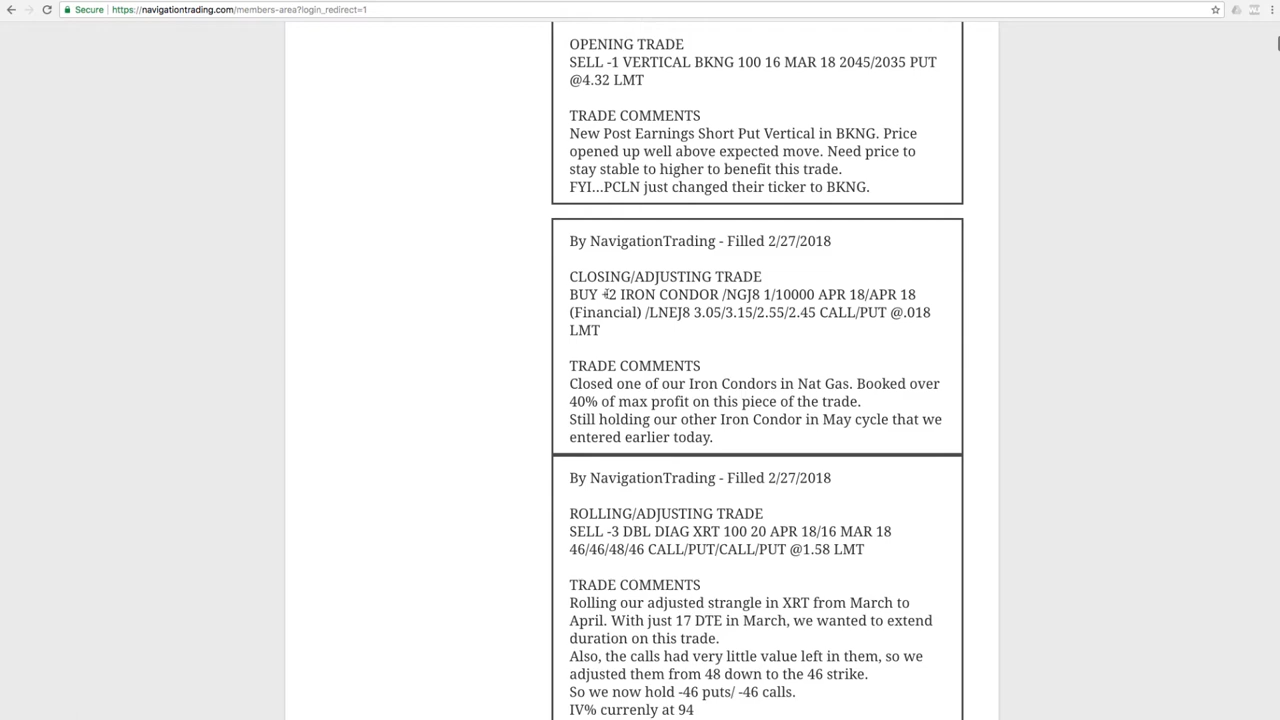 Secure
https://navigationtrading.com/members-area?login_redirect=1
OPENING TRADE
SELL -1 VERTICAL BKNG 100 16 MAR 18 2045/2035 PUT
@4.32 LMT
TRADE COMMENTS
New Post Earnings Short Put Vertical in BKNG. Price
opened up well above expected move. Need price to
stay stable to higher to benefit this trade.
FYI...PCLN just changed their ticker to BKNG.
By NavigationTrading - Filled 2/27/2018
CLOSING/ADJUSTING TRADE
BUY +2 IRON CONDOR /NGJ8 1/10000 APR 18/APR 18
(Financial) /LNEJ8 3.05/3.15/2.55/2.45 CALL/PUT @.018
LMT
TRADE COMMENTS
Closed one of our Iron Condors in Nat Gas. Booked over
40% of max profit on this piece of the trade.
Still holding our other Iron Condor in May cycle that we
entered earlier today.
By NavigationTrading - Filled 2/27/2018
ROLLING/ADJUSTING TRADE
SELL -3 DBL DIAG XRT 100 20 APR 18/16 MAR 18
46/46/48/46 CALL/PUT/CALL/PUT @1.58 LMT
TRADE COMMENTS
Rolling our adjusted strangle in XRT from March to
April. With just 17 DTE in March, we wanted to extend
duration on this trade.
Also, the calls had very little value left in them, so we
adjusted them from 48 down to the 46 strike.
So we now hold -46 puts/ -46 calls.
IV% currenly at 94